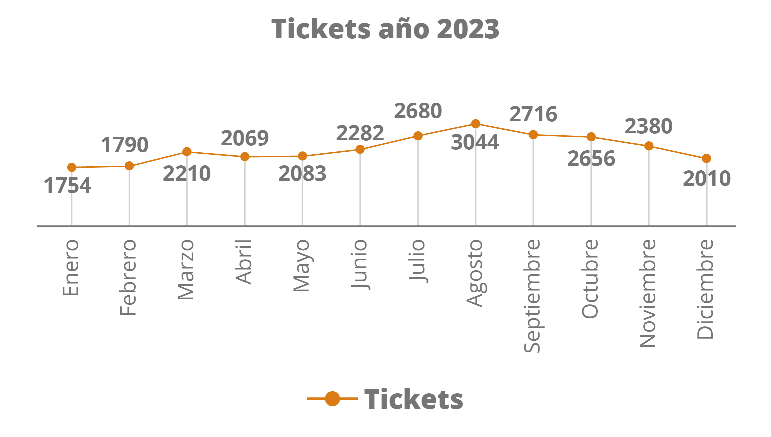 Tickets año 2023
1754
1790
2210
2069
2083
2282
2680
3044
2716
2656
2380
2010
Enero
Febrero
Marzo
Abril
Mayo
Junio
Julio
Agosto
Septiembre
Octubre
Noviembre
Diciembre
Tickets